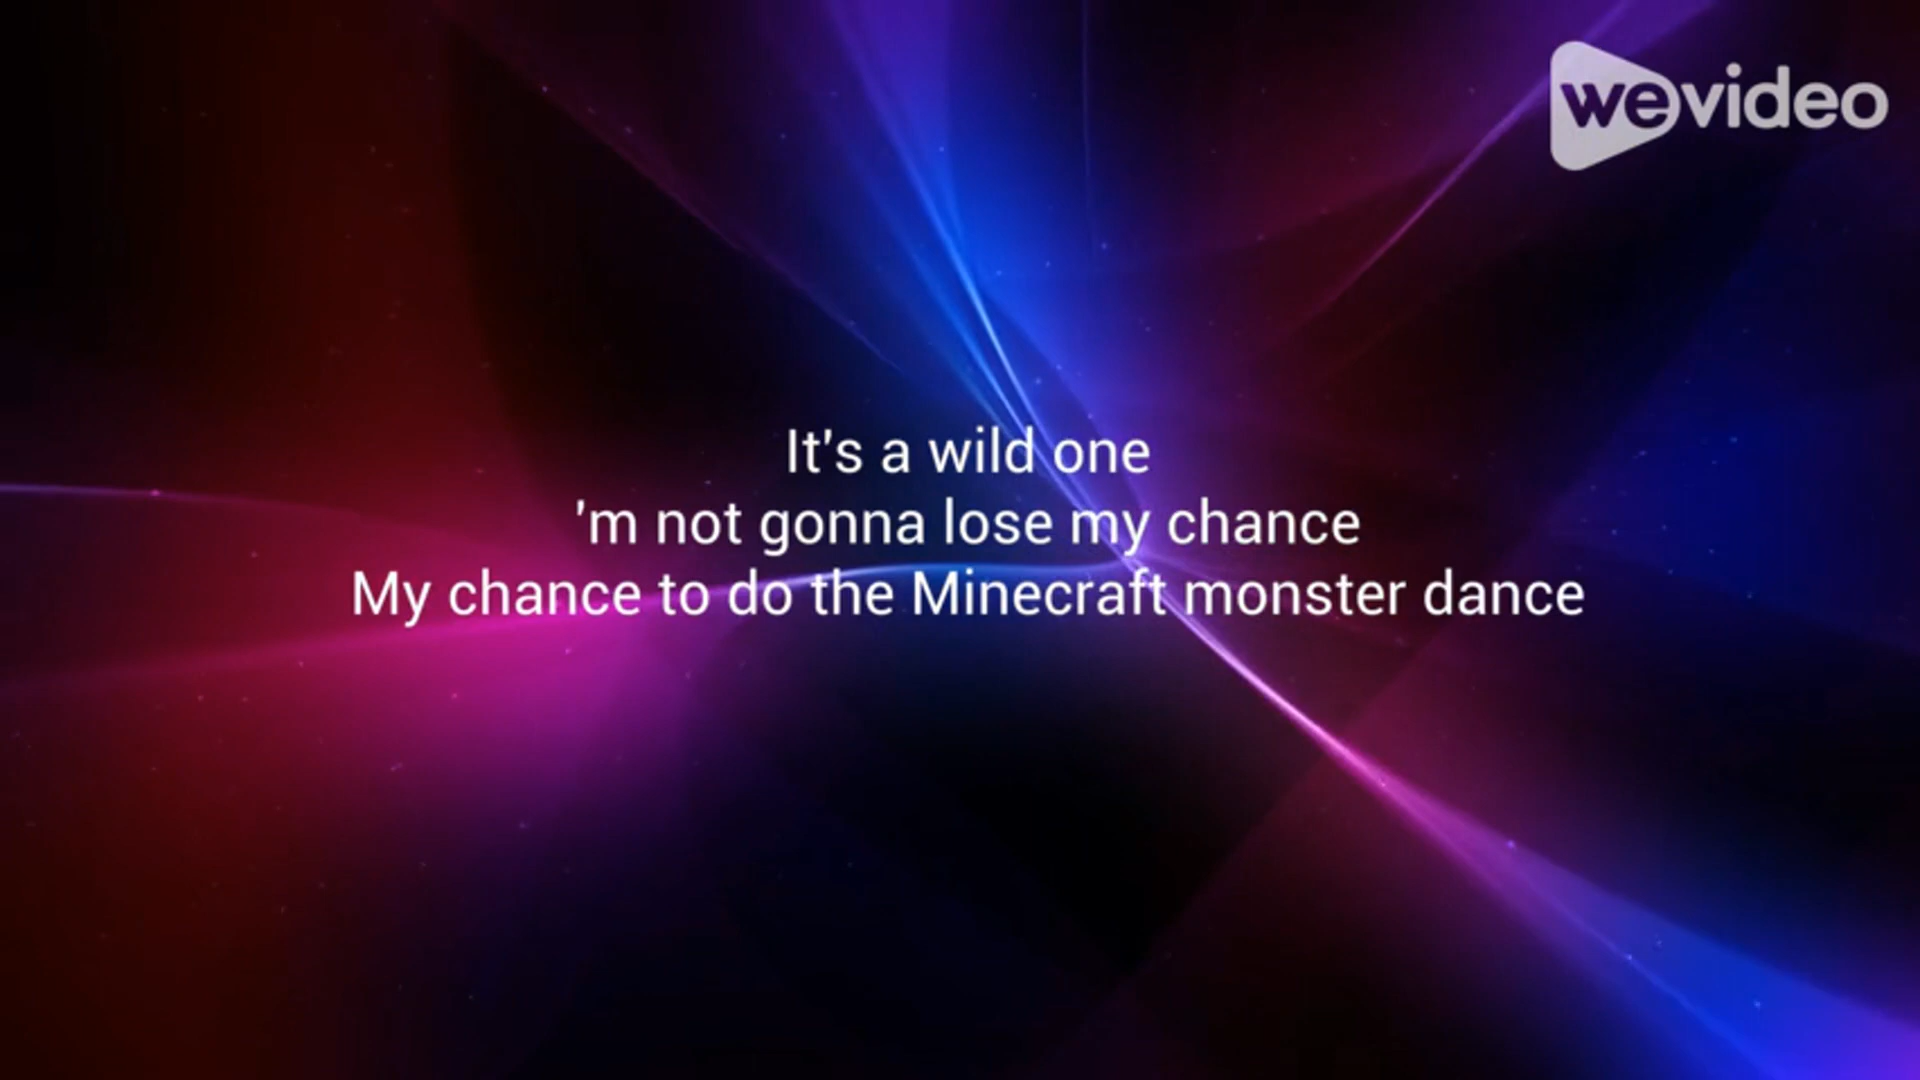 wevideo
It's a wild one
'm not gonna lose my chance
My chance to do the Minecraft monster dance